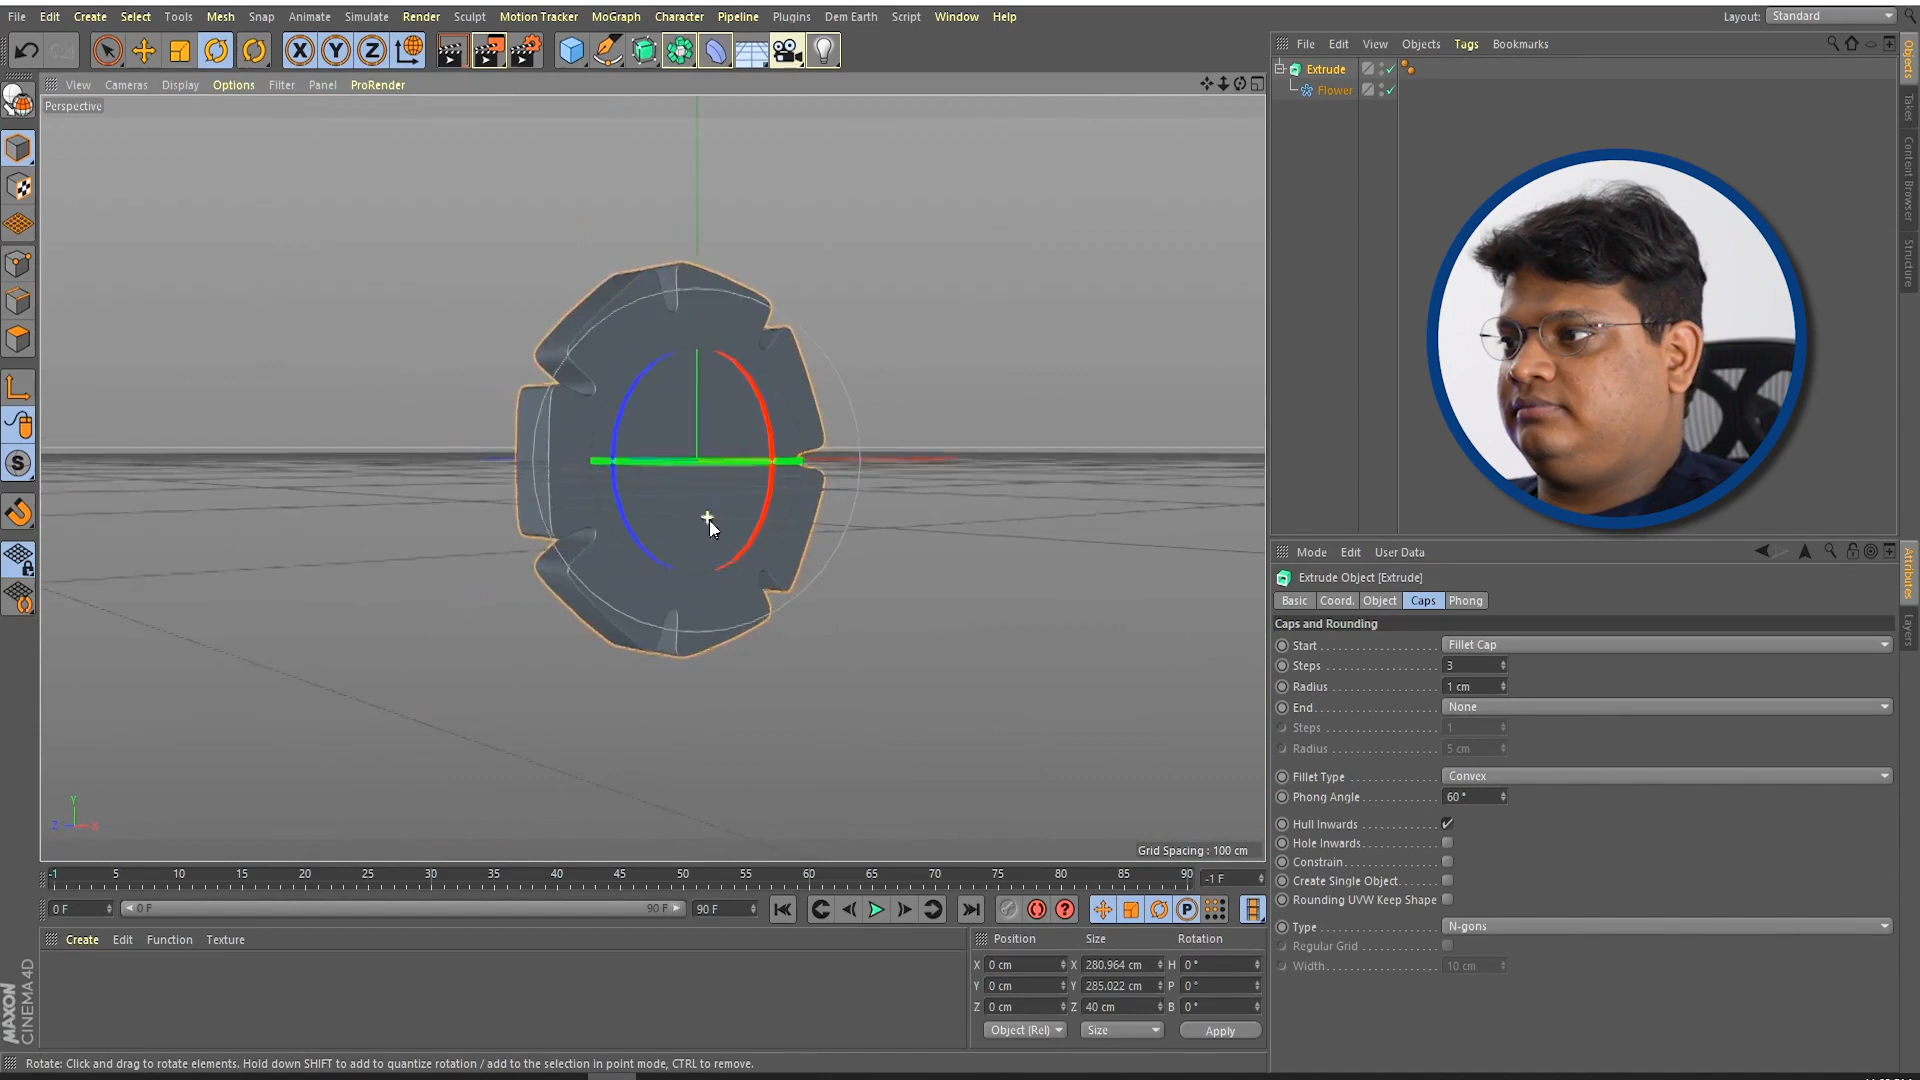 File Edit Create Select Tools Mesh Snap Animate Simulate Render Sculpt Motion Tracker MoGraph Character Pipeline Plugins Dem Earth Script Window Help Layout: Standard
X Y Z
File Edit View Objects Tags Bookmarks
View Cameras Display Options Filter Panel ProRender
Perspective
Extrude
Flower
Objects
Takes
Content Browser
Structure
S
Y
Z X
Grid Spacing : 100 cm
Mode Edit User Data
Extrude Object [Extrude]
Basic Coord. Object Caps Phong
Caps and Rounding
Start Fillet Cap
Steps 3
Radius 1 cm
End None
Steps 1
Radius 5 cm
Fillet Type Convex
Phong Angle 60 °
Hull Inwards
Hole Inwards
Constrain
Create Single Object
Rounding UVW Keep Shape
Type N-gons
Regular Grid
Width 10 cm
Attributes
Layers
-1 5 10 15 20 25 30 35 40 45 50 55 60 65 70 75 80 85 90 -1 F
0 F 0 F 90 F 90 F ? P
Create Edit Function Texture
Position Size Rotation
X 0 cm X 280.964 cm H 0 °
Y 0 cm Y 285.022 cm P 0 °
Z 0 cm Z 40 cm B 0 °
Object (Rel) Size Apply
MAXON
CINEMA 4D
Rotate: Click and drag to rotate elements. Hold down SHIFT to add to quantize rotation / add to the selection in point mode, CTRL to remove.